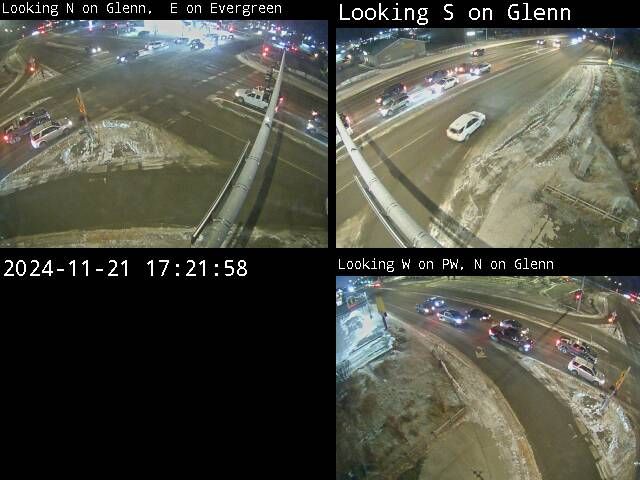 Looking N on Glenn,  E on Evergreen
Looking S on Glenn
2024-11-21 17:21:58
Looking W on PW, N on Glenn